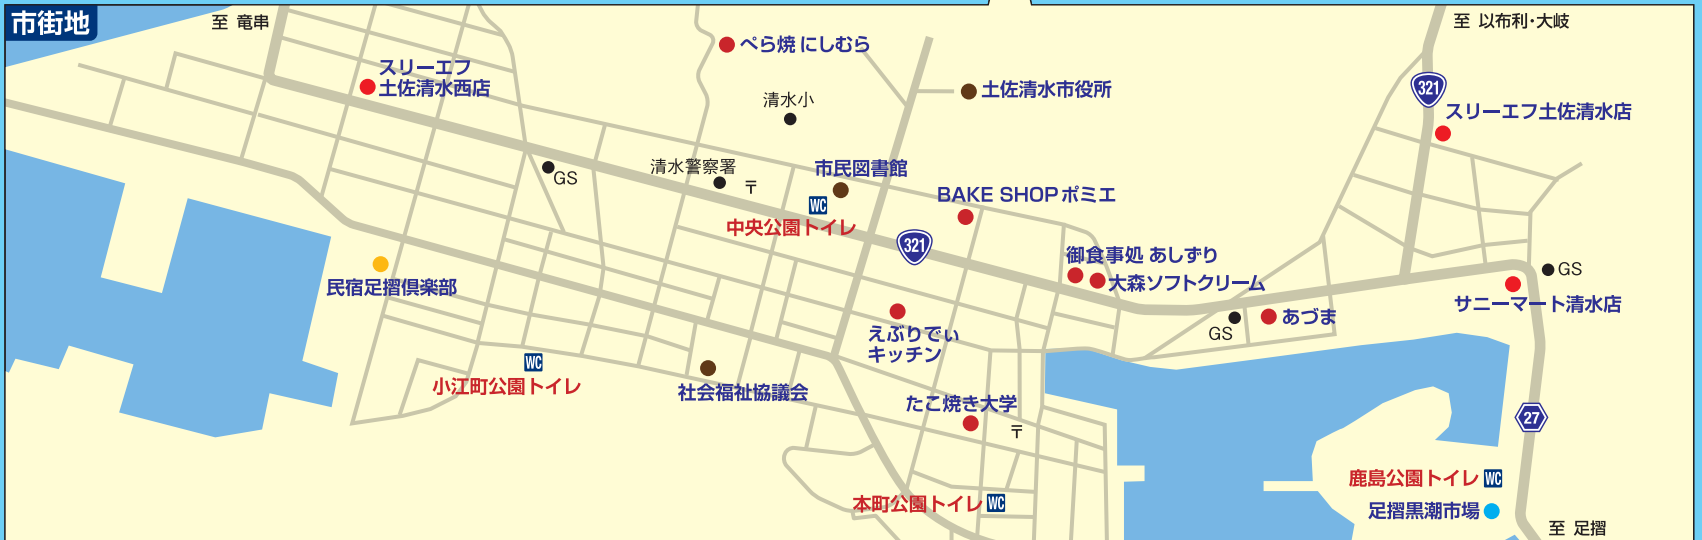 市街地
至 竜串
至 以布利・大岐
ぺら焼 にしむら
スリーエフ
土佐清水西店
土佐清水市役所
321
清水小
スリーエフ土佐清水店
清水警察署
〒
市民図書館
GS
BAKE SHOPポミエ
WC
中央公園トイレ
321
御食事処 あしずり
大森ソフトクリーム
GS
民宿足摺倶楽部
サニーマート清水店
あづま
GS
えぶりでぃ
キッチン
WC
小江町公園トイレ
社会福祉協議会
たこ焼き大学
〒
27
鹿島公園トイレ WC
本町公園トイレ WC
足摺黒潮市場
至 足摺